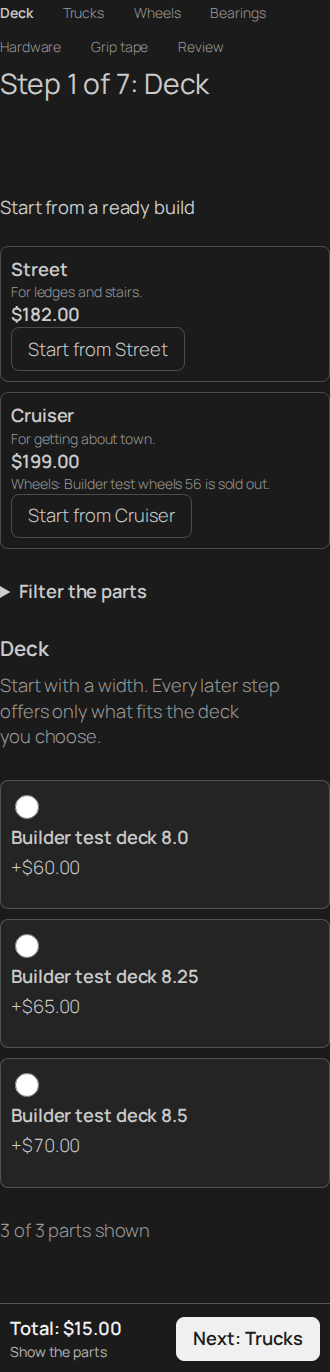 Deck Trucks Wheels Bearings
Hardware Grip tape Review
Step 1 of 7: Deck
Start from a ready build
Street
For ledges and stairs.
$182.00
Start from Street
Cruiser
For getting about town.
$199.00
Wheels: Builder test wheels 56 is sold out.
Start from Cruiser
Filter the parts
Deck
Start with a width. Every later step
offers only what fits the deck
you choose.
Builder test deck 8.0
+$60.00
Builder test deck 8.25
+$65.00
Builder test deck 8.5
+$70.00
3 of 3 parts shown
Total: $15.00
Show the parts
Next: Trucks